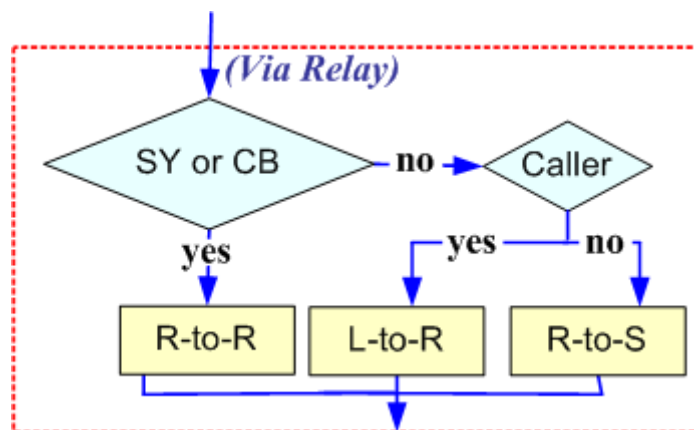 (Via Relay)
SY or CB
no
Caller
yes
yes
no
R-to-R
L-to-R
R-to-S